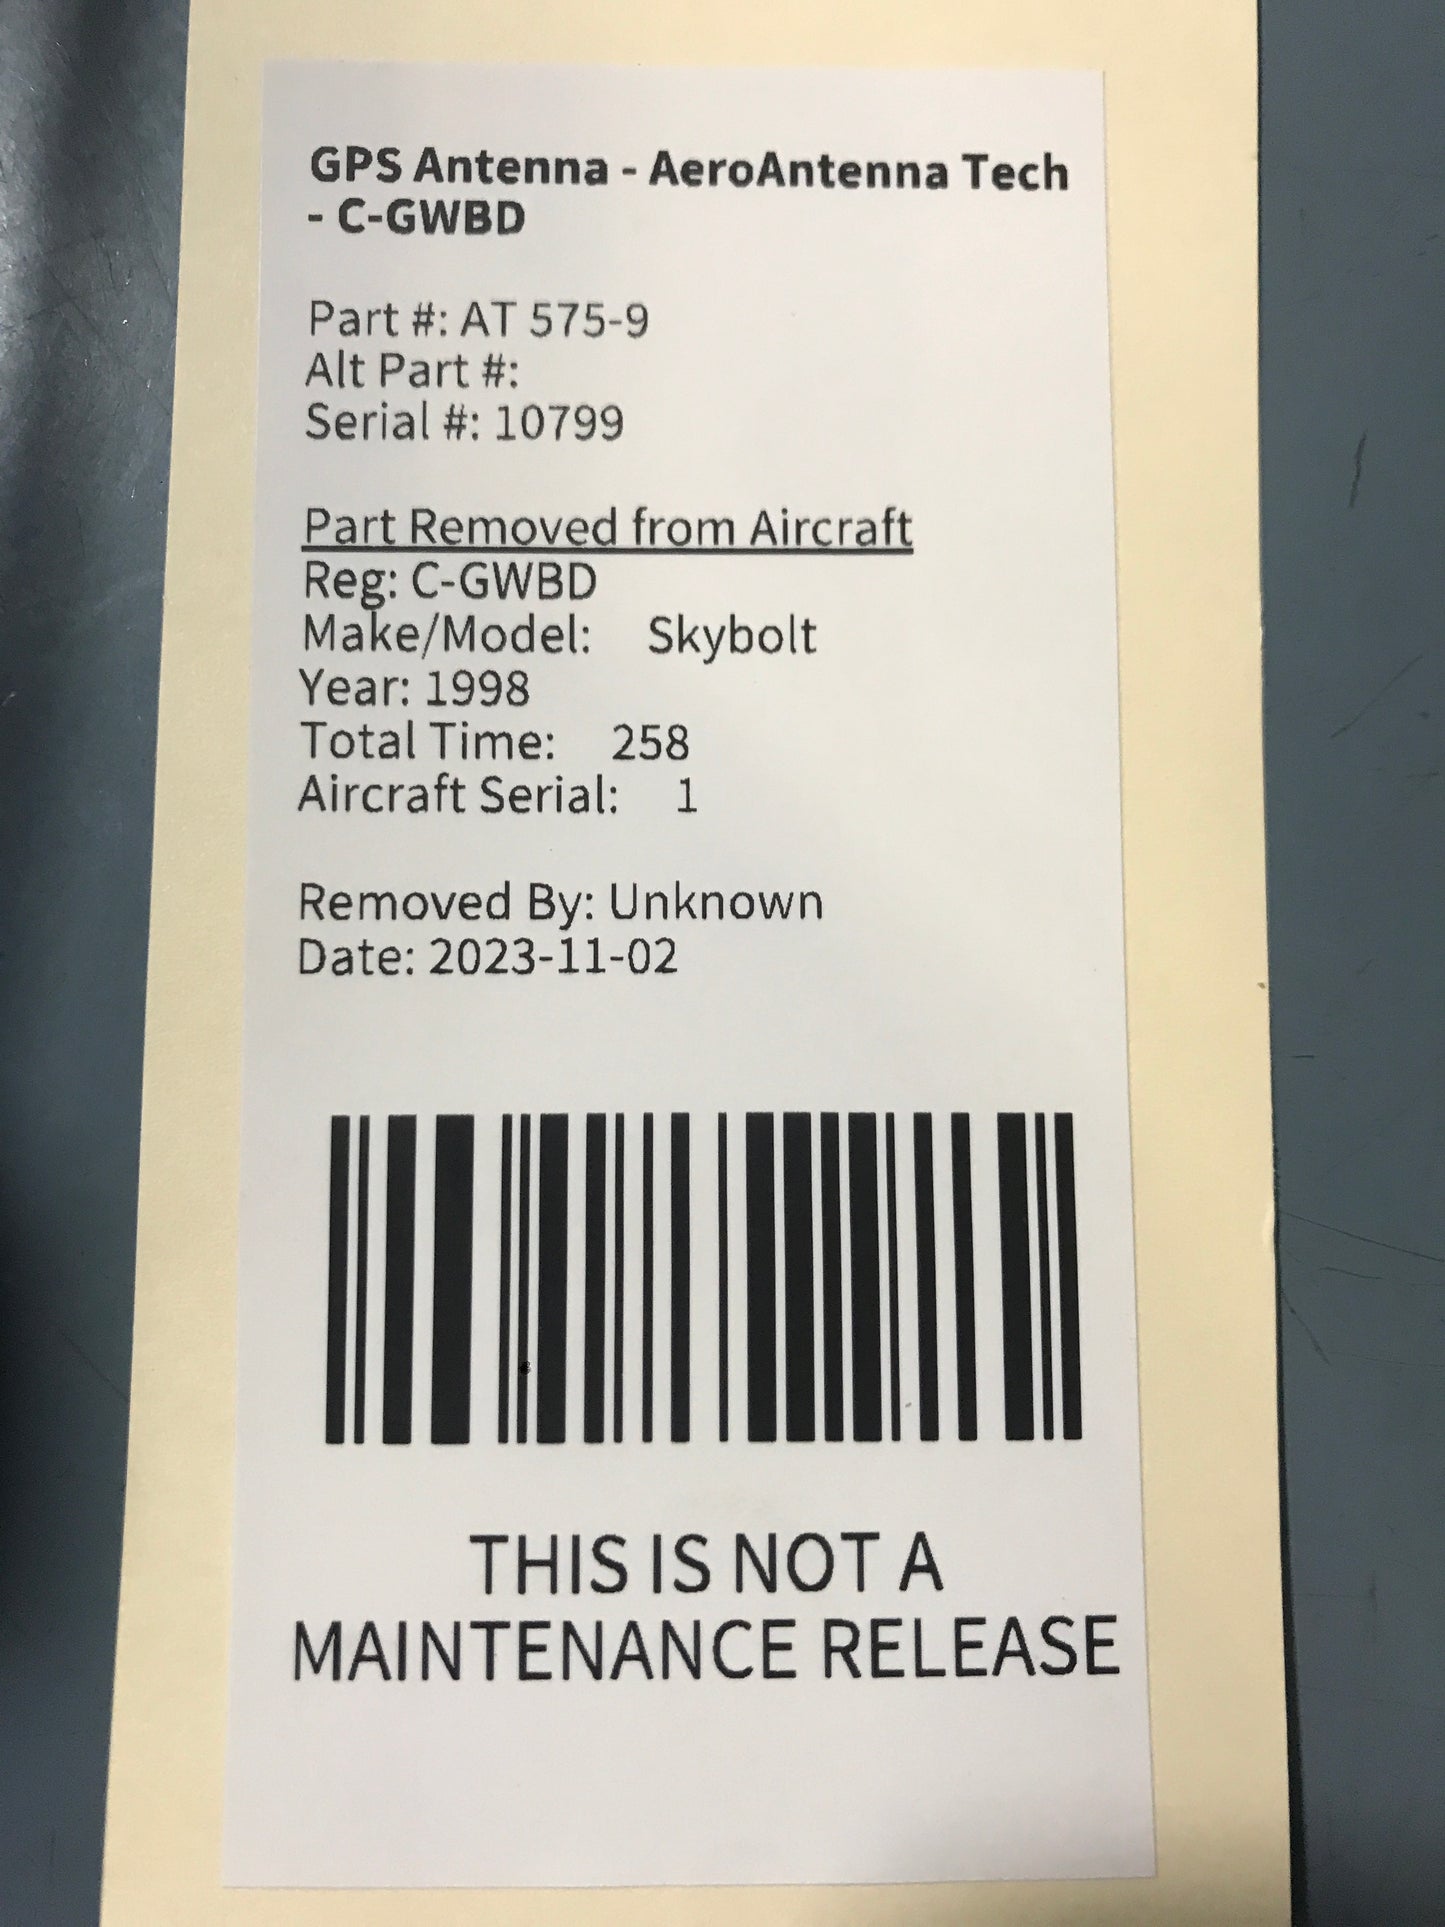 GPS Antenna - AeroAntenna Tech
- C-GWBD
Part #: AT 575-9
Alt Part #:
Serial #: 10799
Part Removed from Aircraft
Reg: C-GWBD
Make/Model: Skybolt
Year: 1998
Total Time: 258
Aircraft Serial: 1
Removed By: Unknown
Date: 2023-11-02
THIS IS NOT A
MAINTENANCE RELEASE